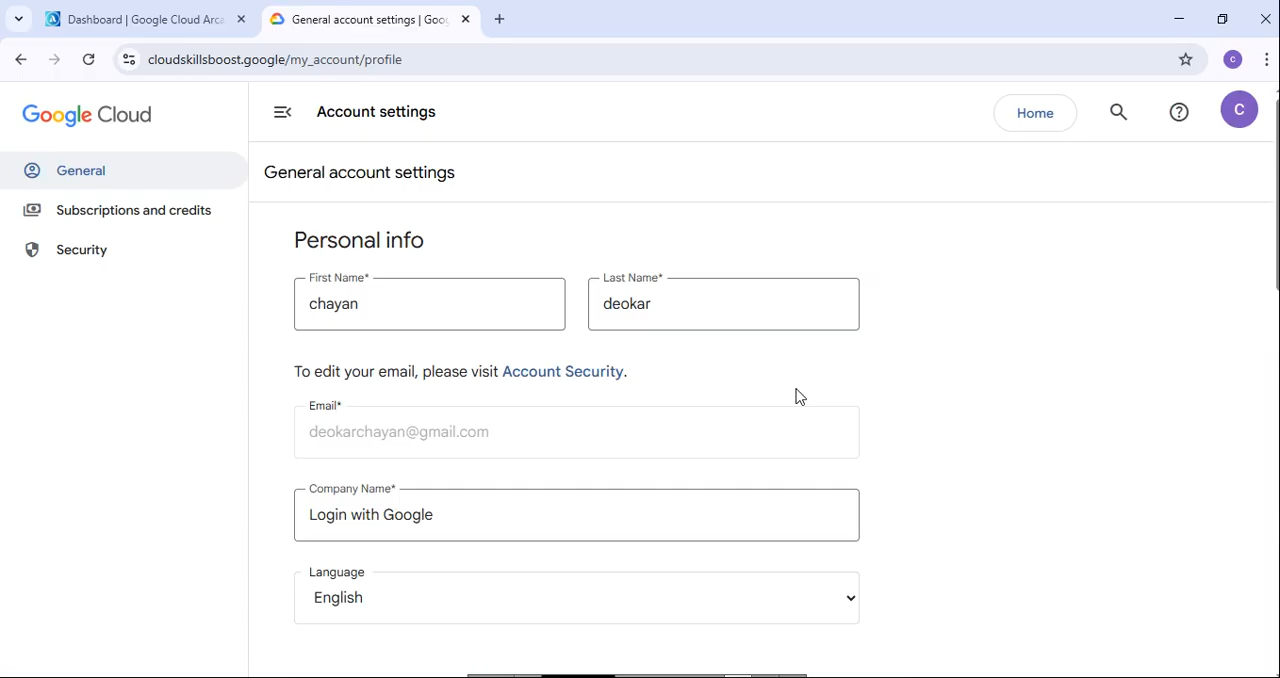 Dashboard | Google Cloud Arca
General account settings | Goog
cloudskillsboost.google/my_account/profile
C
Google Cloud
Account settings
Home
C
General
General account settings
Subscriptions and credits
Security
Personal info
First Name*
Last Name*
chayan
deokar
To edit your email, please visit Account Security.
Email*
deokarchayan@gmail.com
Company Name*
Login with Google
Language
English